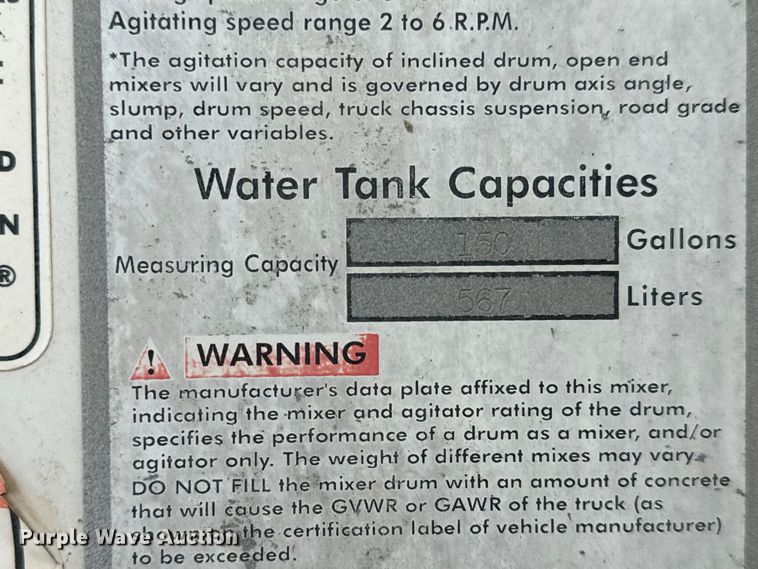 Agitating speed range 2 to 6 R.P.M.
*The agitation capacity of inclined drum, open end
mixers will vary and is governed by drum axis angle,
slump, drum speed, truck chassis suspension, road grade
and other variables.
D
N
®
Water Tank Capacities
Measuring Capacity
150 Gallons
567 Liters
WARNING
The manufacturer's data plate affixed to this mixer,
indicating the mixer and agitator rating of the drum,
specifies the performance of a drum as a mixer, and/or
agitator only. The weight of different mixes may vary.
DO NOT FILL the mixer drum with an amount of concrete
that will cause the GVWR or GAWR of the truck (as
the certification label of vehicle manufacturer)
to be exceeded.
Purple Wave Auction